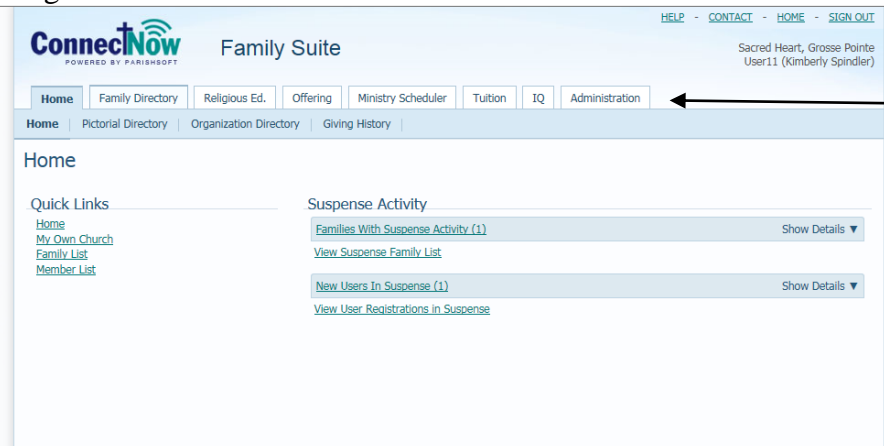 HELP - CONTACT - HOME - SIGN OUT
ConnectNow
POWERED BY PARISHSOFT
Family Suite
Sacred Heart, Grosse Pointe
User11 (Kimberly Spindler)
Home Family Directory Religious Ed. Offering Ministry Scheduler Tuition IQ Administration
Home | Pictorial Directory | Organization Directory | Giving History |
Home
Quick Links
Home
My Own Church
Family List
Member List
Suspense Activity
Families With Suspense Activity (1) Show Details ▼
View Suspense Family List
New Users In Suspense (1) Show Details ▼
View User Registrations in Suspense